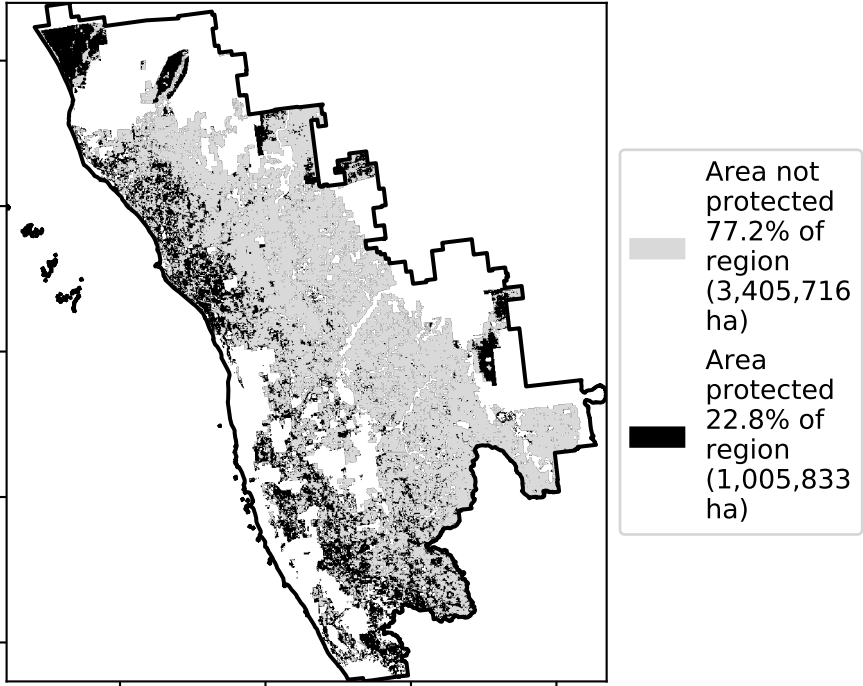 Area not
protected
77.2% of
region
(3,405,716
ha)
Area
protected
22.8% of
region
(1,005,833
ha)